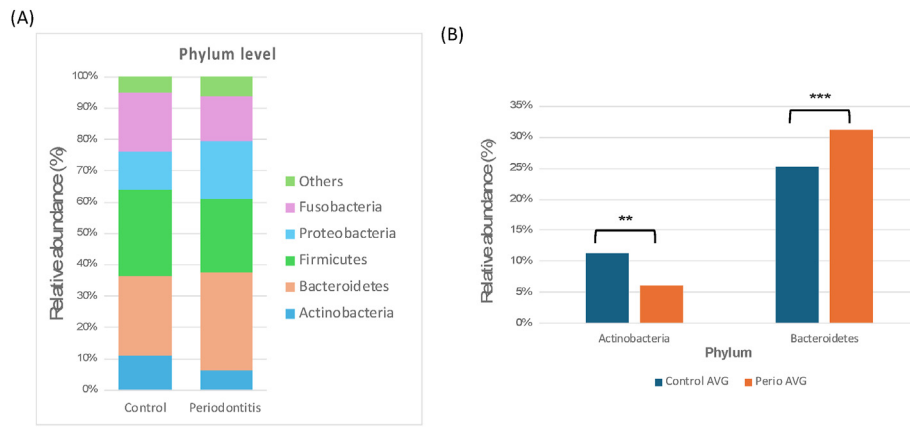 (A)
Phylum level
100%
90%
80%
70%
60%
50%
40%
30%
20%
10%
0%
Relative abundance (%)
Control
Periodontitis
Others
Fusobacteria
Proteobacteria
Firmicutes
Bacteroidetes
Actinobacteria
(B)
35%
30%
25%
20%
15%
10%
5%
0%
Relative abundance (%)
**
***
Actinobacteria
Bacteroidetes
Phylum
Control AVG
Perio AVG